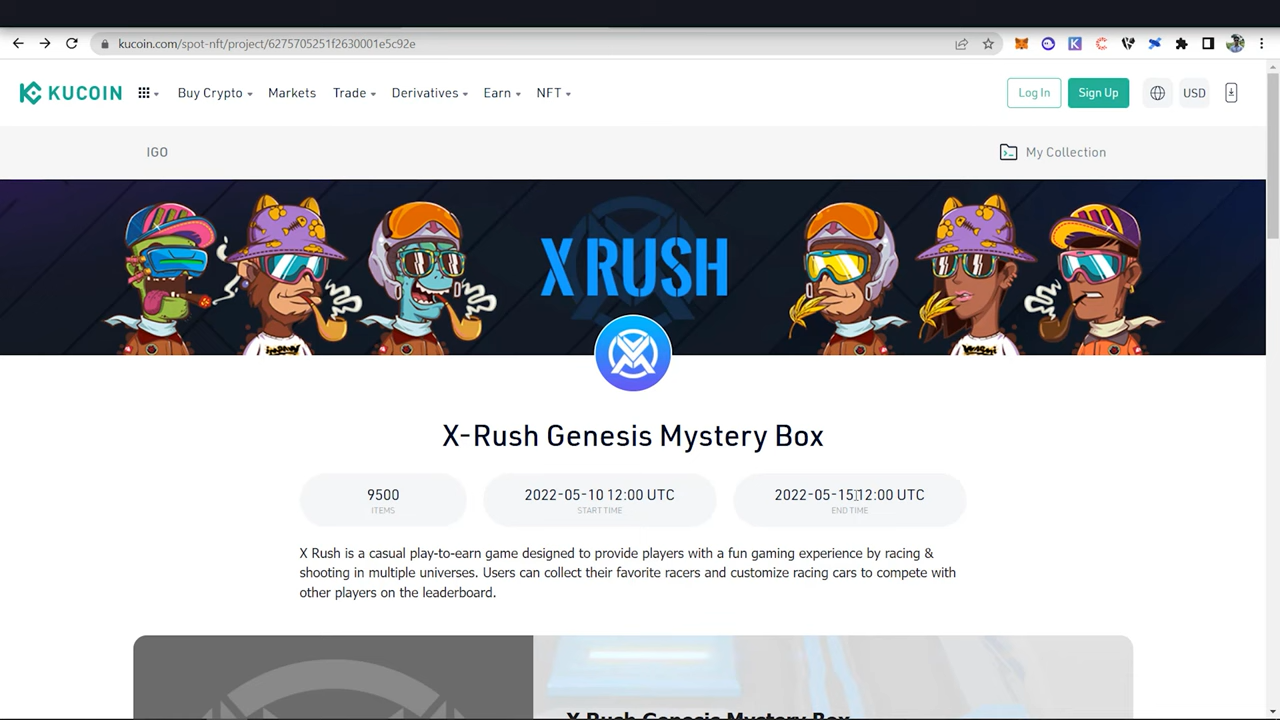 kucoin.com/spot-nft/project/6275705251f2630001e5c92e
KUCOIN
Buy Crypto
Markets
Trade
Derivatives
Earn
NFT
Log In
Sign Up
USD
IGO
My Collection
X RUSH
X-Rush Genesis Mystery Box
9500
ITEMS
2022-05-10 12:00 UTC
START TIME
2022-05-15 12:00 UTC
END TIME
X Rush is a casual play-to-earn game designed to provide players with a fun gaming experience by racing &
shooting in multiple universes. Users can collect their favorite racers and customize racing cars to compete with
other players on the leaderboard.
X Rush Genesis Mystery Box